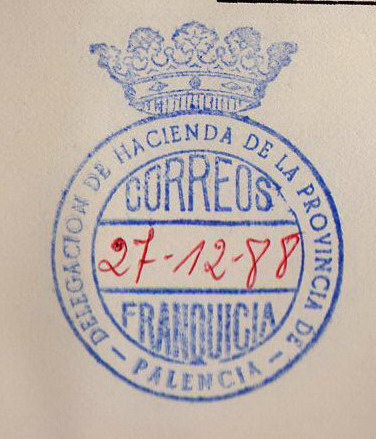 DELEGACION DE HACIENDA DE LA PROVINCIA DE
CORREOS
27-12-88
FRANQUICIA
- PALENCIA -